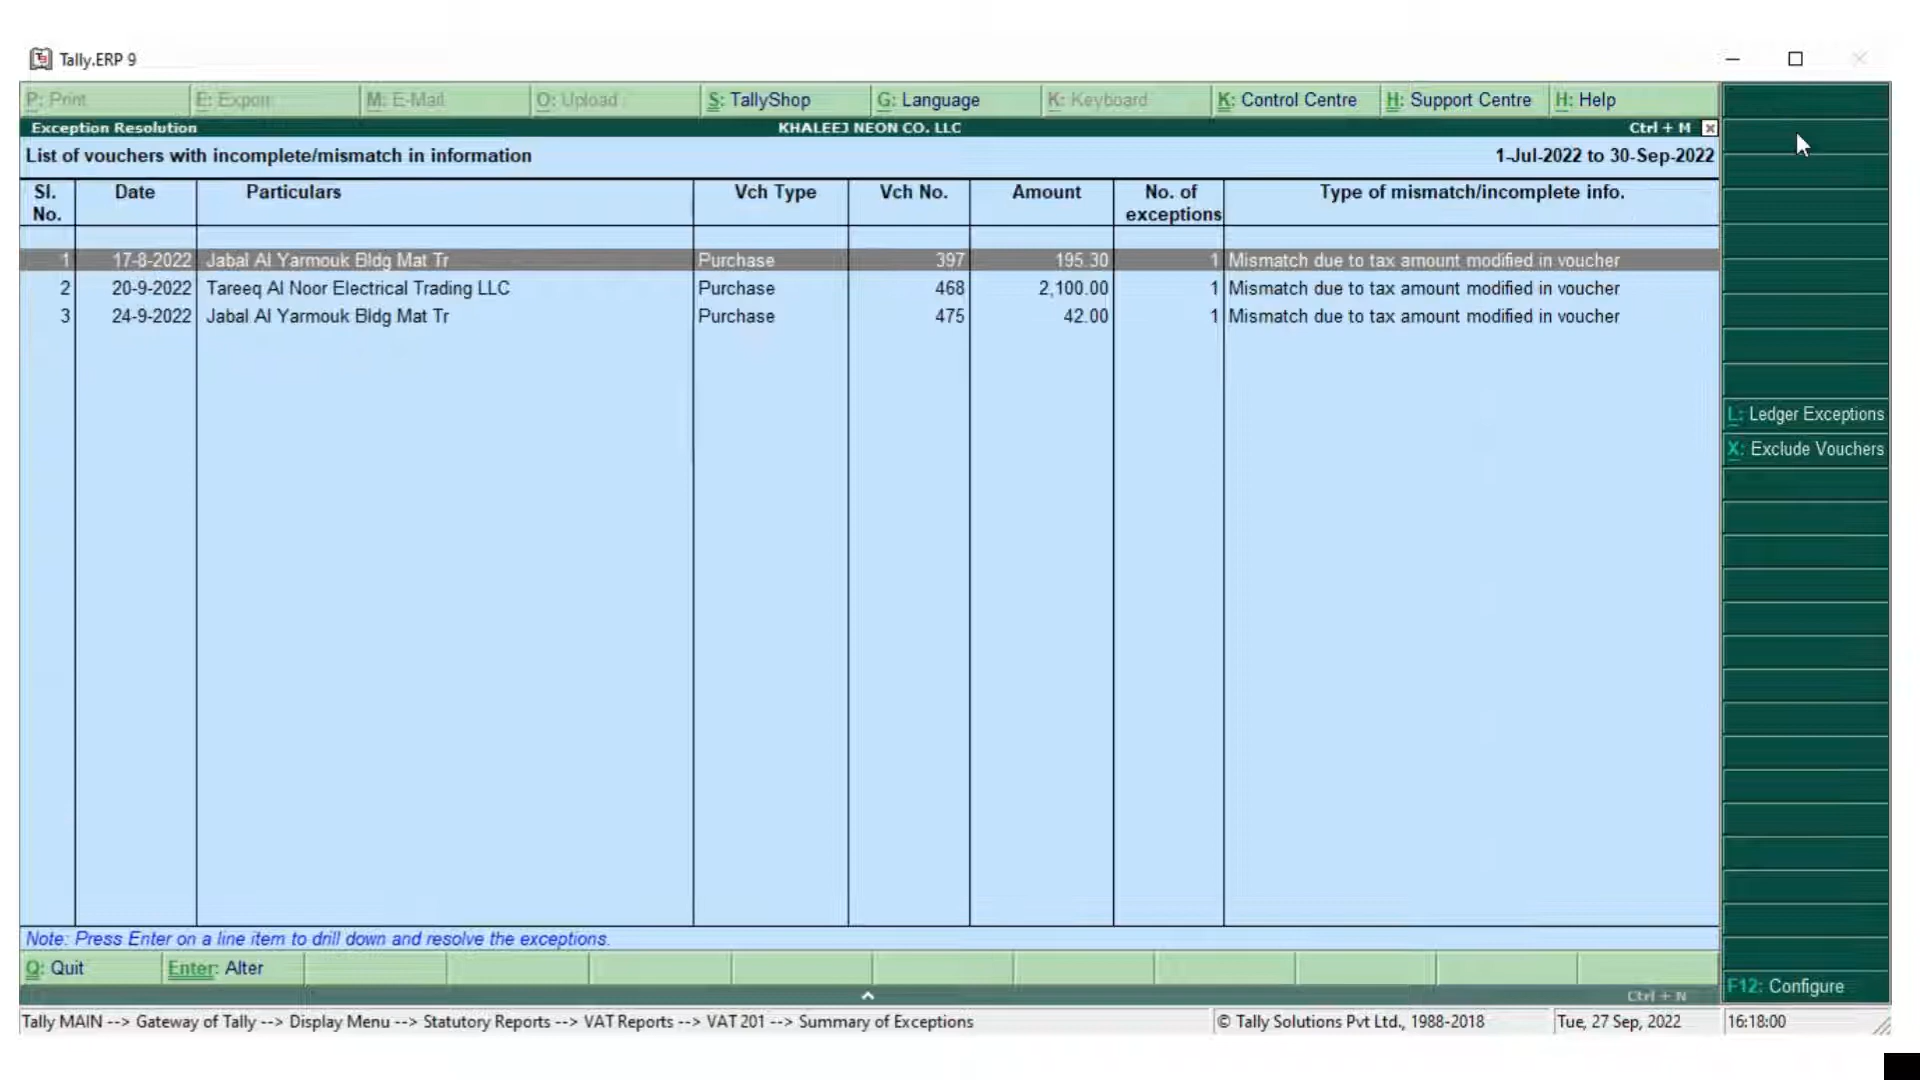 Tally.ERP 9
P: Print E: Export M: E-Mail O: Upload S: TallyShop G: Language K: Keyboard K: Control Centre H: Support Centre H: Help
Exception Resolution KHALEEJ NEON CO. LLC Ctrl + M
List of vouchers with incomplete/mismatch in information 1-Jul-2022 to 30-Sep-2022
Sl. Date Particulars Vch Type Vch No. Amount No. of Type of mismatch/incomplete info.
No. exceptions
1 17-8-2022 Jabal Al Yarmouk Bldg Mat Tr Purchase 397 195.30 1 Mismatch due to tax amount modified in voucher
2 20-9-2022 Tareeq Al Noor Electrical Trading LLC Purchase 468 2,100.00 1 Mismatch due to tax amount modified in voucher
3 24-9-2022 Jabal Al Yarmouk Bldg Mat Tr Purchase 475 42.00 1 Mismatch due to tax amount modified in voucher
L: Ledger Exceptions
X: Exclude Vouchers
Note: Press Enter on a line item to drill down and resolve the exceptions.
Q: Quit Enter: Alter
F12: Configure
Ctrl + N
Tally MAIN --> Gateway of Tally --> Display Menu --> Statutory Reports --> VAT Reports --> VAT 201 --> Summary of Exceptions © Tally Solutions Pvt Ltd., 1988-2018 Tue, 27 Sep, 2022 16:18:00